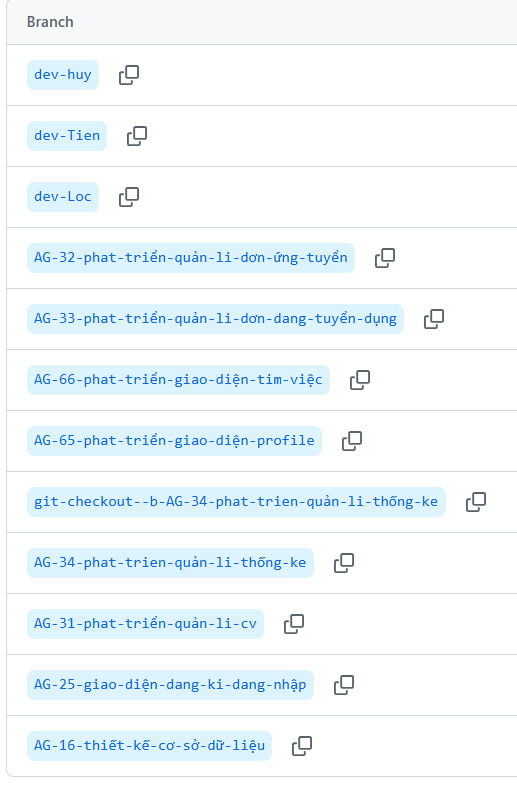 Branch
dev-huy
dev-Tien
dev-Loc
AG-32-phat-triển-quản-li-dơn-ứng-tuyển
AG-33-phat-triển-quản-li-dơn-dang-tuyển-dụng
AG-66-phat-triển-giao-diện-tim-việc
AG-65-phat-triển-giao-diện-profile
git-checkout--b-AG-34-phat-trien-quản-li-thống-ke
AG-34-phat-trien-quản-li-thống-ke
AG-31-phat-triển-quản-li-cv
AG-25-giao-diện-dang-ki-dang-nhập
AG-16-thiết-kế-cơ-sở-dữ-liệu